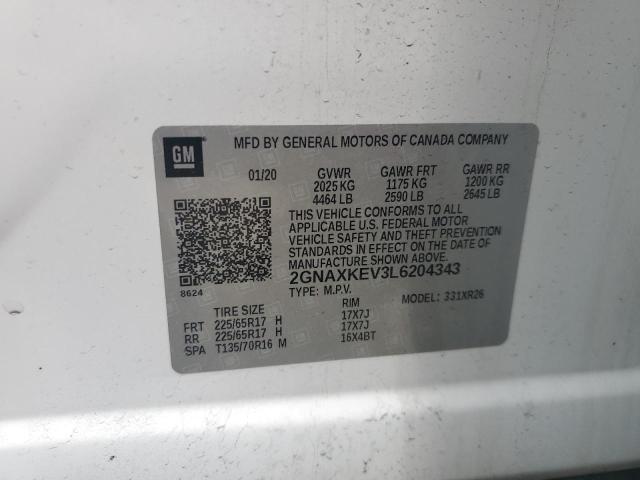 GM
MFD BY GENERAL MOTORS OF CANADA COMPANY
01/20 GVWR GAWR FRT GAWR RR
2025 KG 1175 KG 1200 KG
4464 LB 2590 LB 2645 LB
THIS VEHICLE CONFORMS TO ALL
APPLICABLE U.S. FEDERAL MOTOR
VEHICLE SAFETY AND THEFT PREVENTION
STANDARDS IN EFFECT ON THE DATE OF
MANUFACTURE SHOWN ABOVE.
8624 2GNAXKEV3L6204343
TYPE: M.P.V. MODEL: 331XR26
TIRE SIZE RIM
FRT 225/65R17 H 17X7J
RR 225/65R17 H 17X7J
SPA T135/70R16 M 16X4BT